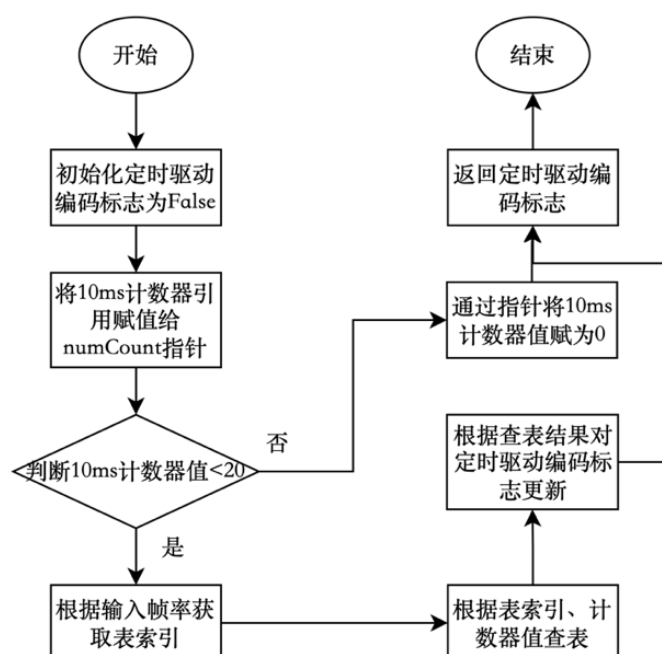 开始
初始化定时驱动
编码标志为False
将10ms计数器引
用赋值给
numCount指针
判断10ms计数器值<20
否
是
根据输入帧率获
取表索引
根据表索引、计
数器值查表
根据查表结果对
定时驱动编码标
志更新
通过指针将10ms
计数器值赋为0
返回定时驱动编
码标志
结束